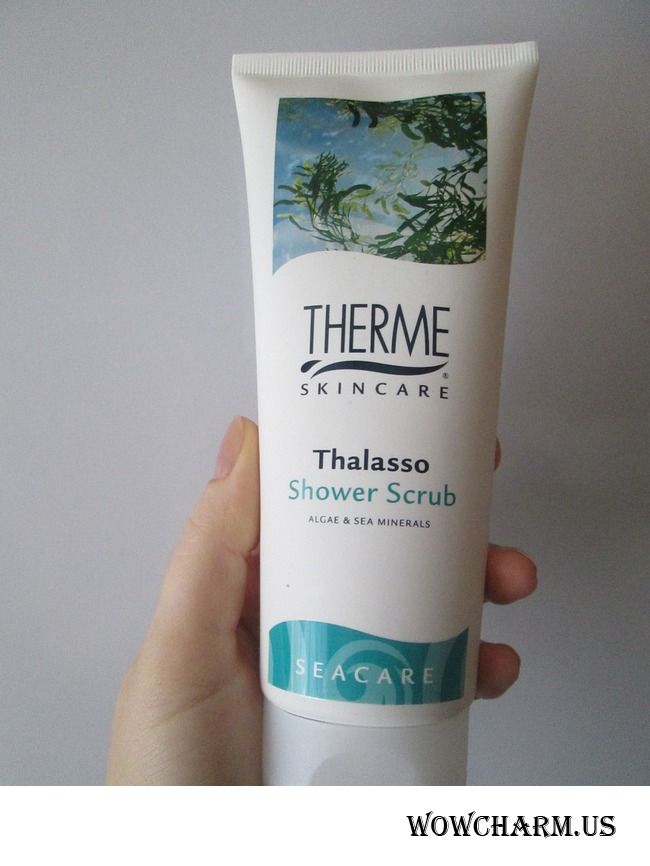 THERME
®
SKINCARE
Thalasso
Shower Scrub
ALGAE & SEA MINERALS
SEACARE
WOWCHARM.US